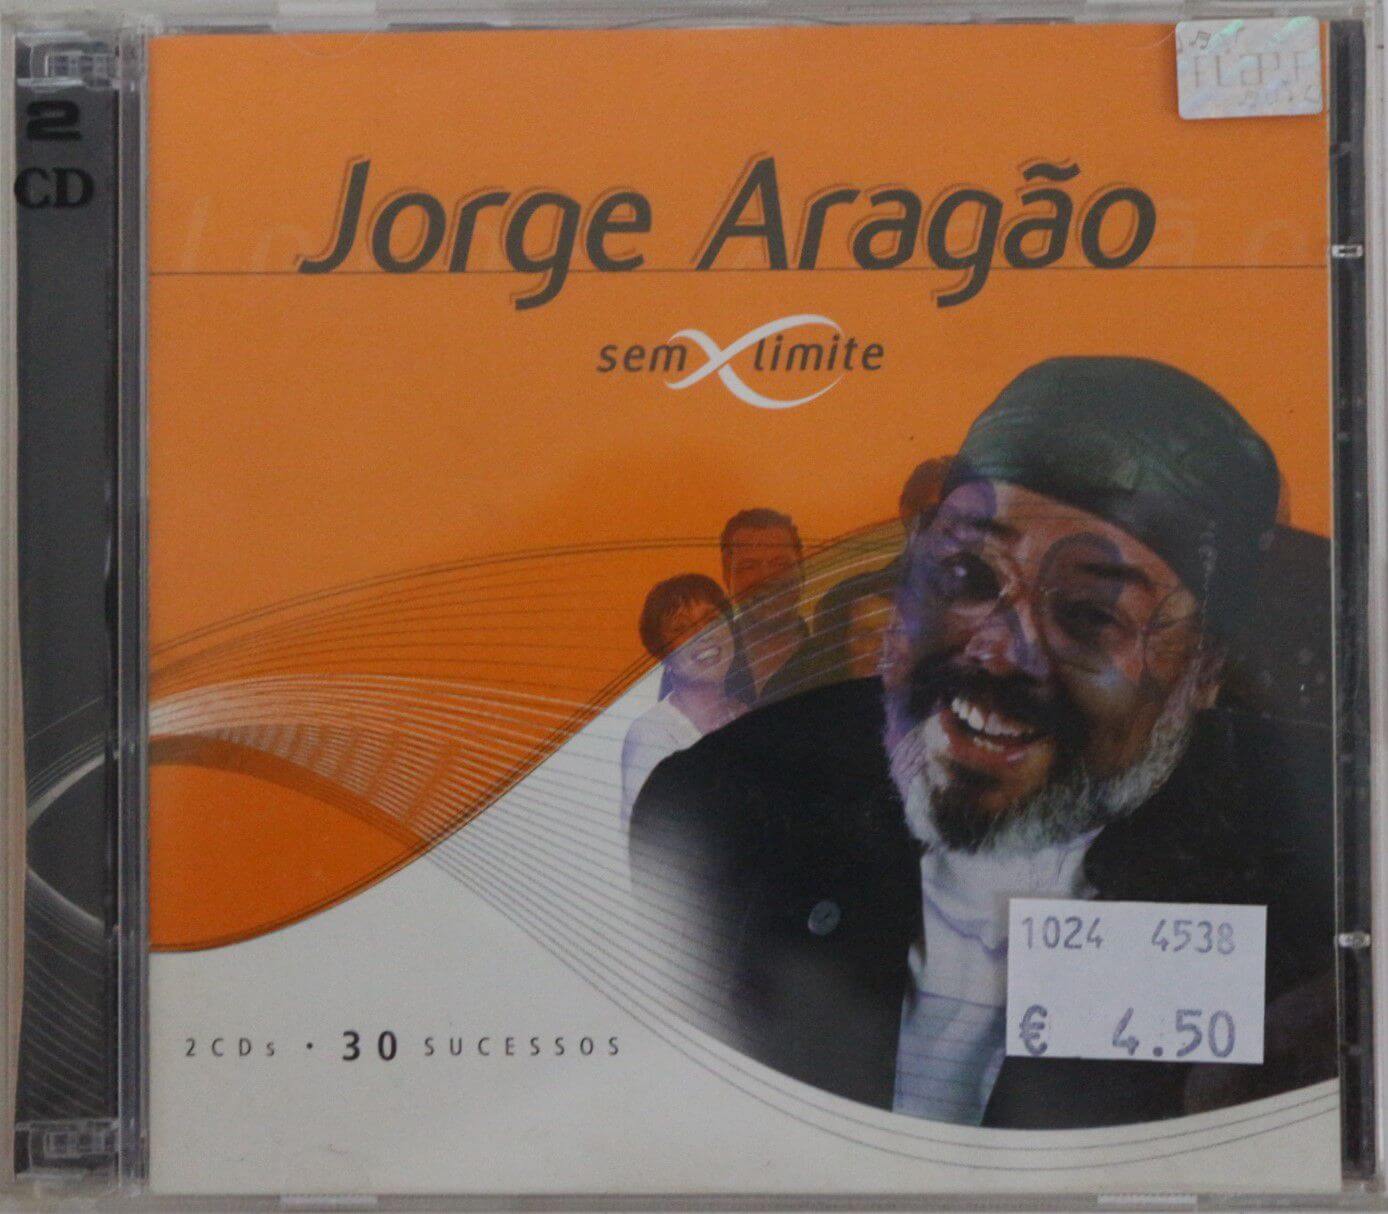 2
CD
Jorge Aragão
sem limite
1024 4538
€ 4.50
2CDs • 30 SUCESSOS